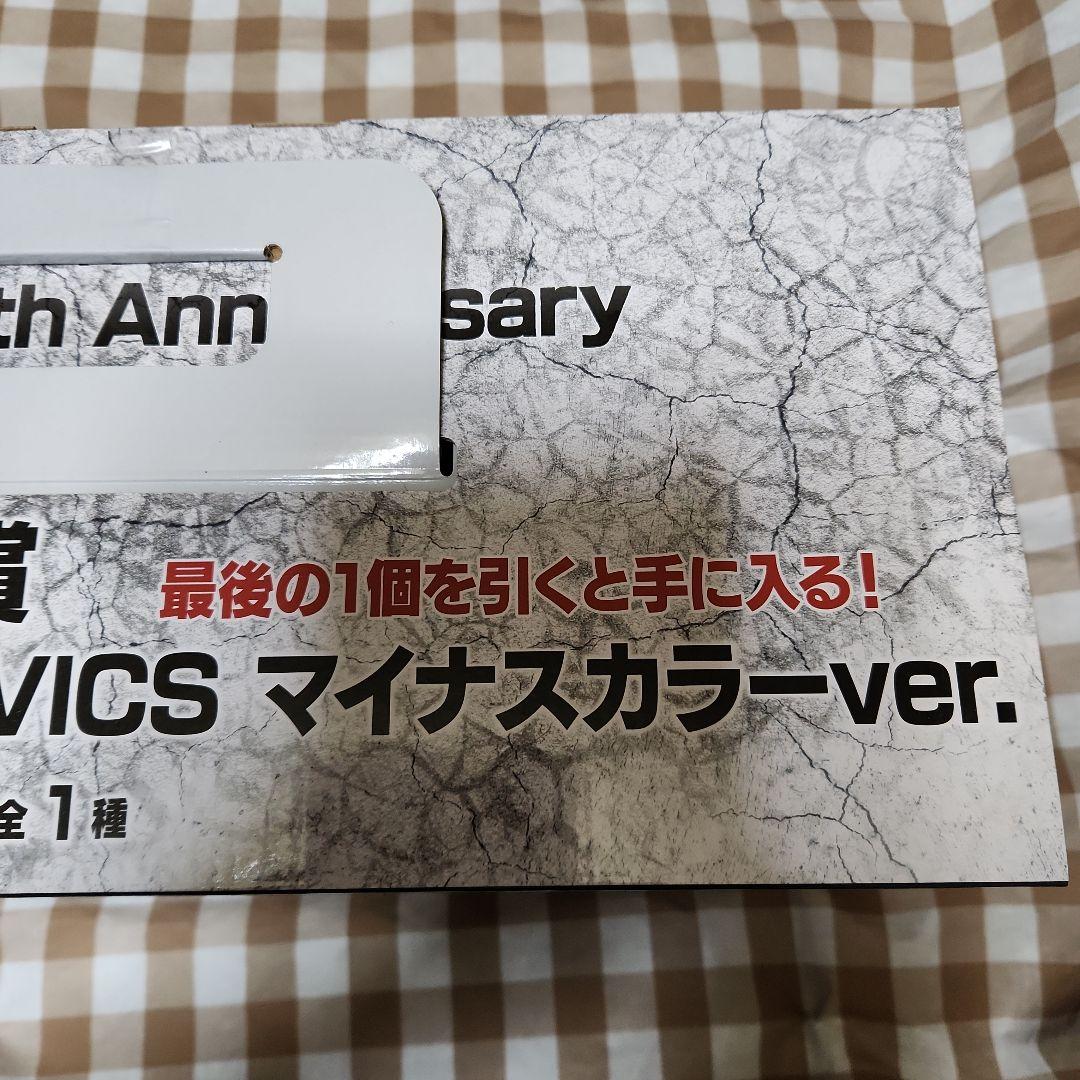 th Ann sary
賞
最後の1個を引くと手に入る!
VICS マイナスカラーver.
全1種